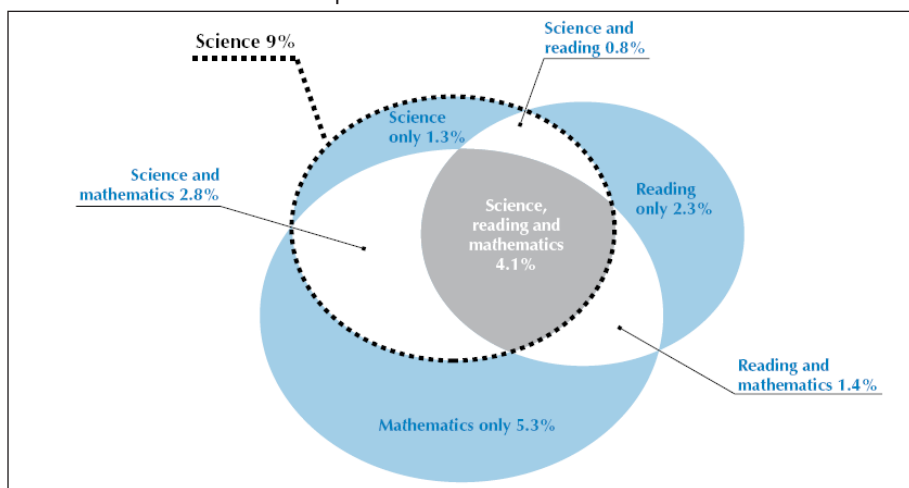 Science and
reading 0.8%
Science 9%
Science
only 1.3%
Science and
mathematics 2.8%
Reading
only 2.3%
Science,
reading and
mathematics
4.1%
Reading and
mathematics 1.4%
Mathematics only 5.3%